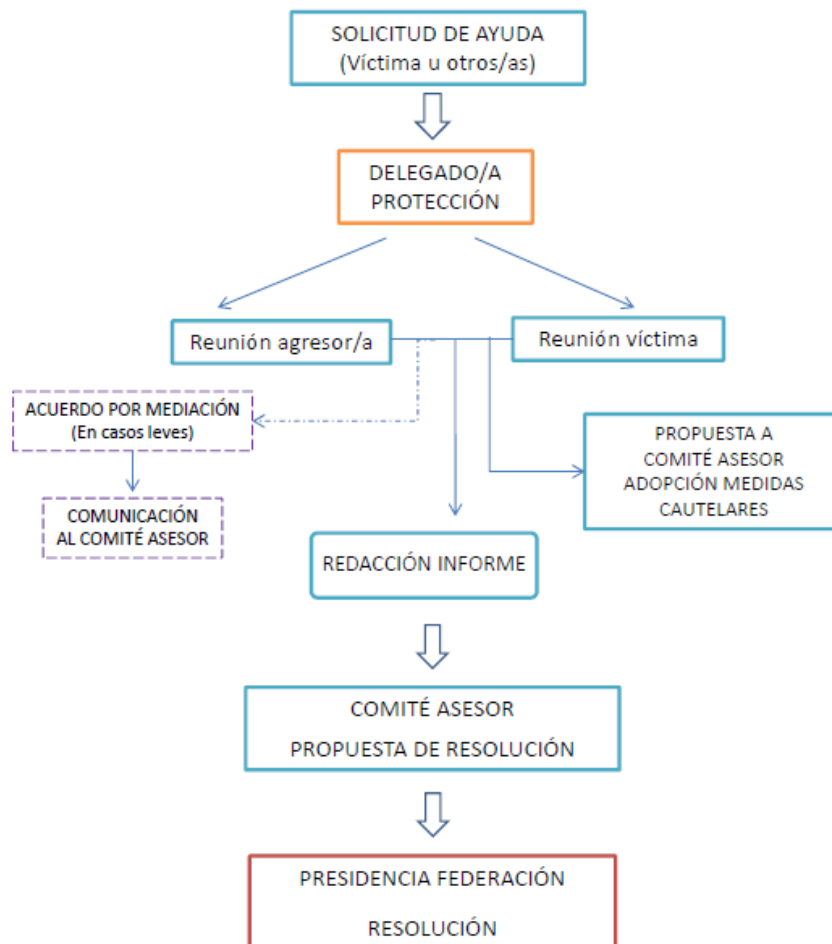 SOLICITUD DE AYUDA
(Víctima u otros/as)
DELEGADO/A
PROTECCIÓN
Reunión agresor/a
Reunión víctima
ACUERDO POR MEDIACIÓN
(En casos leves)
COMUNICACIÓN
AL COMITÉ ASESOR
PROPUESTA A
COMITÉ ASESOR
ADOPCIÓN MEDIDAS
CAUTELARES
REDACCIÓN INFORME
COMITÉ ASESOR
PROPUESTA DE RESOLUCIÓN
PRESIDENCIA FEDERACIÓN
RESOLUCIÓN